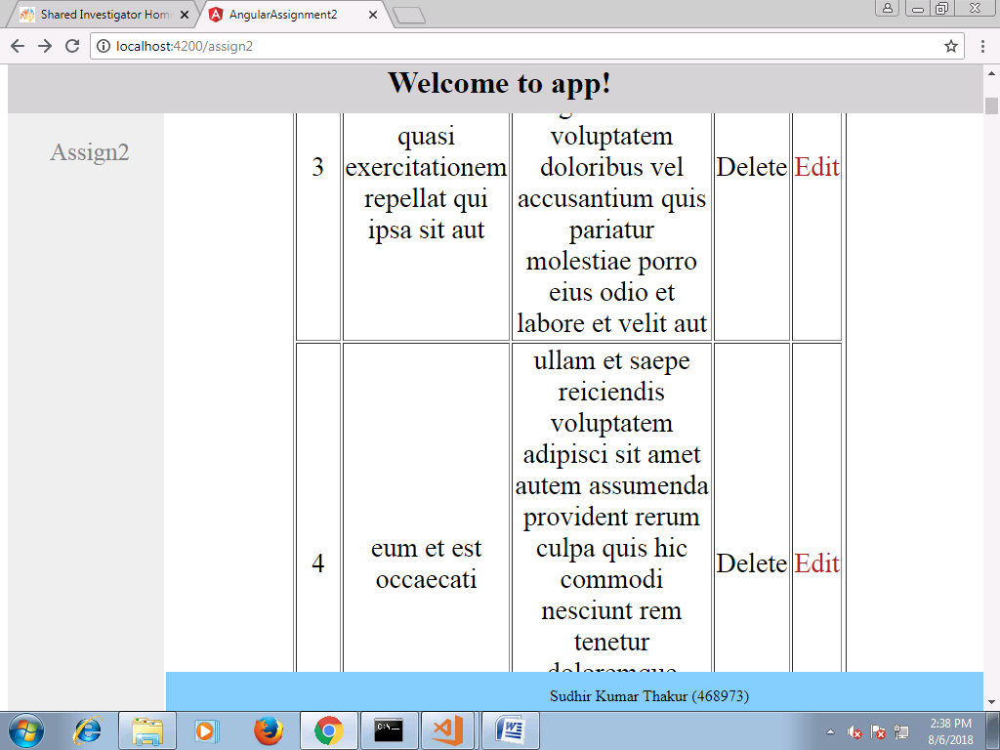 Shared Investigator Hom
AngularAssignment2
localhost:4200/assign2
Welcome to app!
Assign2
3
quasi
exercitationem
repellat qui
ipsa sit aut
voluptatem
doloribus vel
accusantium quis
pariatur
molestiae porro
eius odio et
labore et velit aut
Delete
Edit
4
eum et est
occaecati
ullam et saepe
reiciendis
voluptatem
adipisci sit amet
autem assumenda
provident rerum
culpa quis hic
commodi
nesciunt rem
tenetur
doloremque
Delete
Edit
Sudhir Kumar Thakur (468973)
2:38 PM
8/6/2018